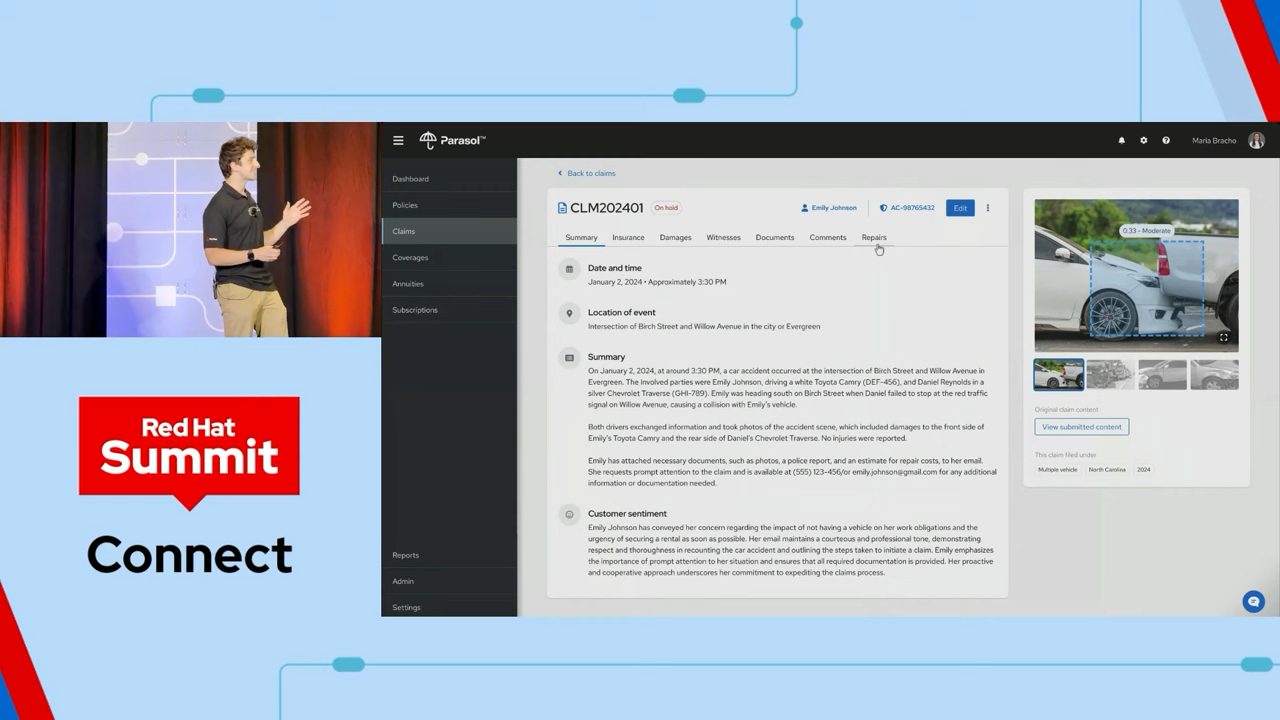 Red Hat
Summit
Connect
Parasol™
Maria Bracho
Dashboard
Policies
Claims
Coverages
Annuities
Subscriptions
Reports
Admin
Settings
Back to claims
CLM202401
On hold
Emily Johnson
AC-98765432
Edit
Summary
Insurance
Damages
Witnesses
Documents
Comments
Repairs
Date and time
January 2, 2024 • Approximately 3:30 PM
Location of event
Intersection of Birch Street and Willow Avenue in the city or Evergreen
Summary
On January 2, 2024, at around 3:30 PM, a car accident occurred at the intersection of Birch Street and Willow Avenue in
Evergreen. The Involved parties were Emily Johnson, driving a white Toyota Camry (DEF-456), and Daniel Reynolds in a
silver Chevrolet Traverse (GHI-789). Emily was heading south on Birch Street when Daniel failed to stop at the red traffic
signal on Willow Avenue, causing a collision with Emily's vehicle.
Both drivers exchanged information and took photos of the accident scene, which included damages to the front side of
Emily's Toyota Camry and the rear side of Daniel's Chevrolet Traverse. No injuries were reported.
Emily has attached necessary documents, such as photos, a police report, and an estimate for repair costs, to her email.
She requests prompt attention to the claim and is available at (555) 123-456/or emily.johnson@gmail.com for any additional
information or documentation needed.
Customer sentiment
Emily Johnson has conveyed her concern regarding the impact of not having a vehicle on her work obligations and the
urgency of securing a rental as soon as possible. Her email maintains a courteous and professional tone, demonstrating
respect and thoroughness in recounting the car accident and outlining the steps taken to initiate a claim. Emily emphasizes
the importance of prompt attention to her situation and ensures that all required documentation is provided. Her proactive
and cooperative approach underscores her commitment to expediting the claims process.
0.33 - Moderate
Original claim content
View submitted content
This claim filed under
Multiple vehicle
North Carolina
2024